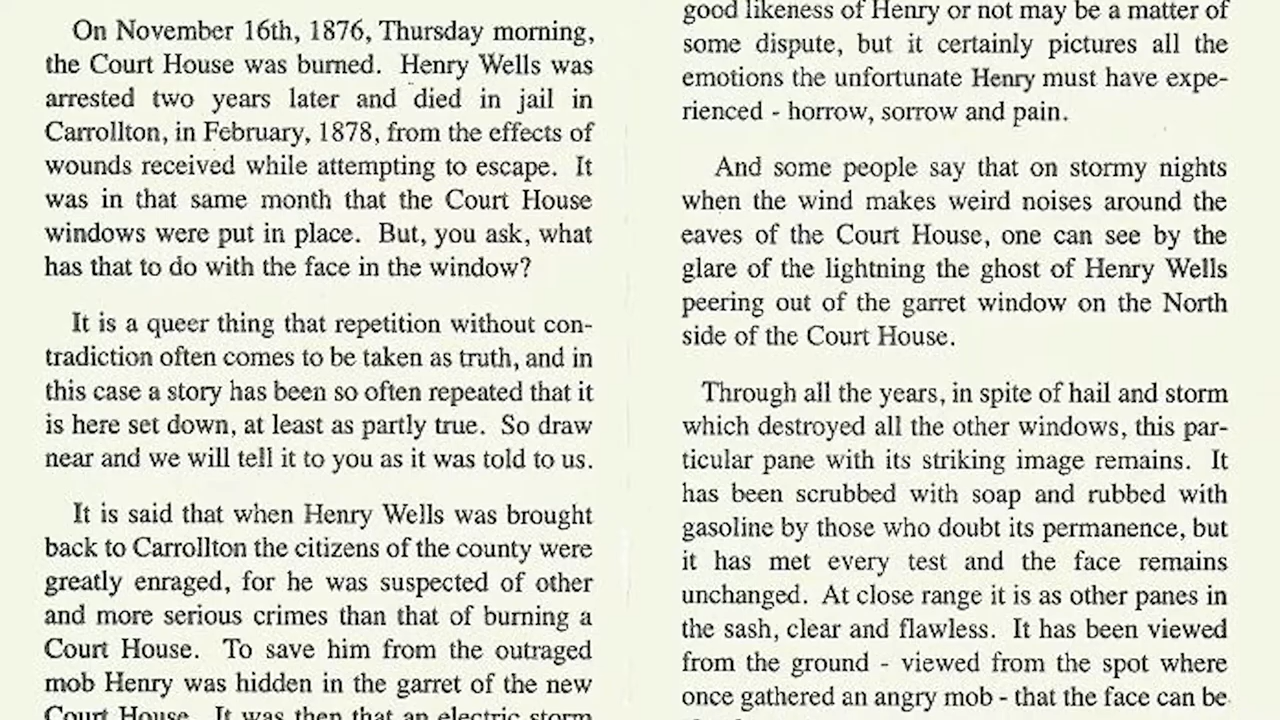 On November 16th, 1876, Thursday morning,
the Court House was burned. Henry Wells was
arrested two years later and died in jail in
Carrollton, in February, 1878, from the effects of
wounds received while attempting to escape. It
was in that same month that the Court House
windows were put in place. But, you ask, what
has that to do with the face in the window?
It is a queer thing that repetition without con-
tradiction often comes to be taken as truth, and in
this case a story has been so often repeated that it
is here set down, at least as partly true. So draw
near and we will tell it to you as it was told to us.
It is said that when Henry Wells was brought
back to Carrollton the citizens of the county were
greatly enraged, for he was suspected of other
and more serious crimes than that of burning a
Court House. To save him from the outraged
mob Henry was hidden in the garret of the new
Court House. It was then that an electric storm
good likeness of Henry or not may be a matter of
some dispute, but it certainly pictures all the
emotions the unfortunate Henry must have expe-
rienced - horrow, sorrow and pain.
And some people say that on stormy nights
when the wind makes weird noises around the
eaves of the Court House, one can see by the
glare of the lightning the ghost of Henry Wells
peering out of the garret window on the North
side of the Court House.
Through all the years, in spite of hail and storm
which destroyed all the other windows, this par-
ticular pane with its striking image remains. It
has been scrubbed with soap and rubbed with
gasoline by those who doubt its permanence, but
it has met every test and the face remains
unchanged. At close range it is as other panes in
the sash, clear and flawless. It has been viewed
from the ground - viewed from the spot where
once gathered an angry mob - that the face can be